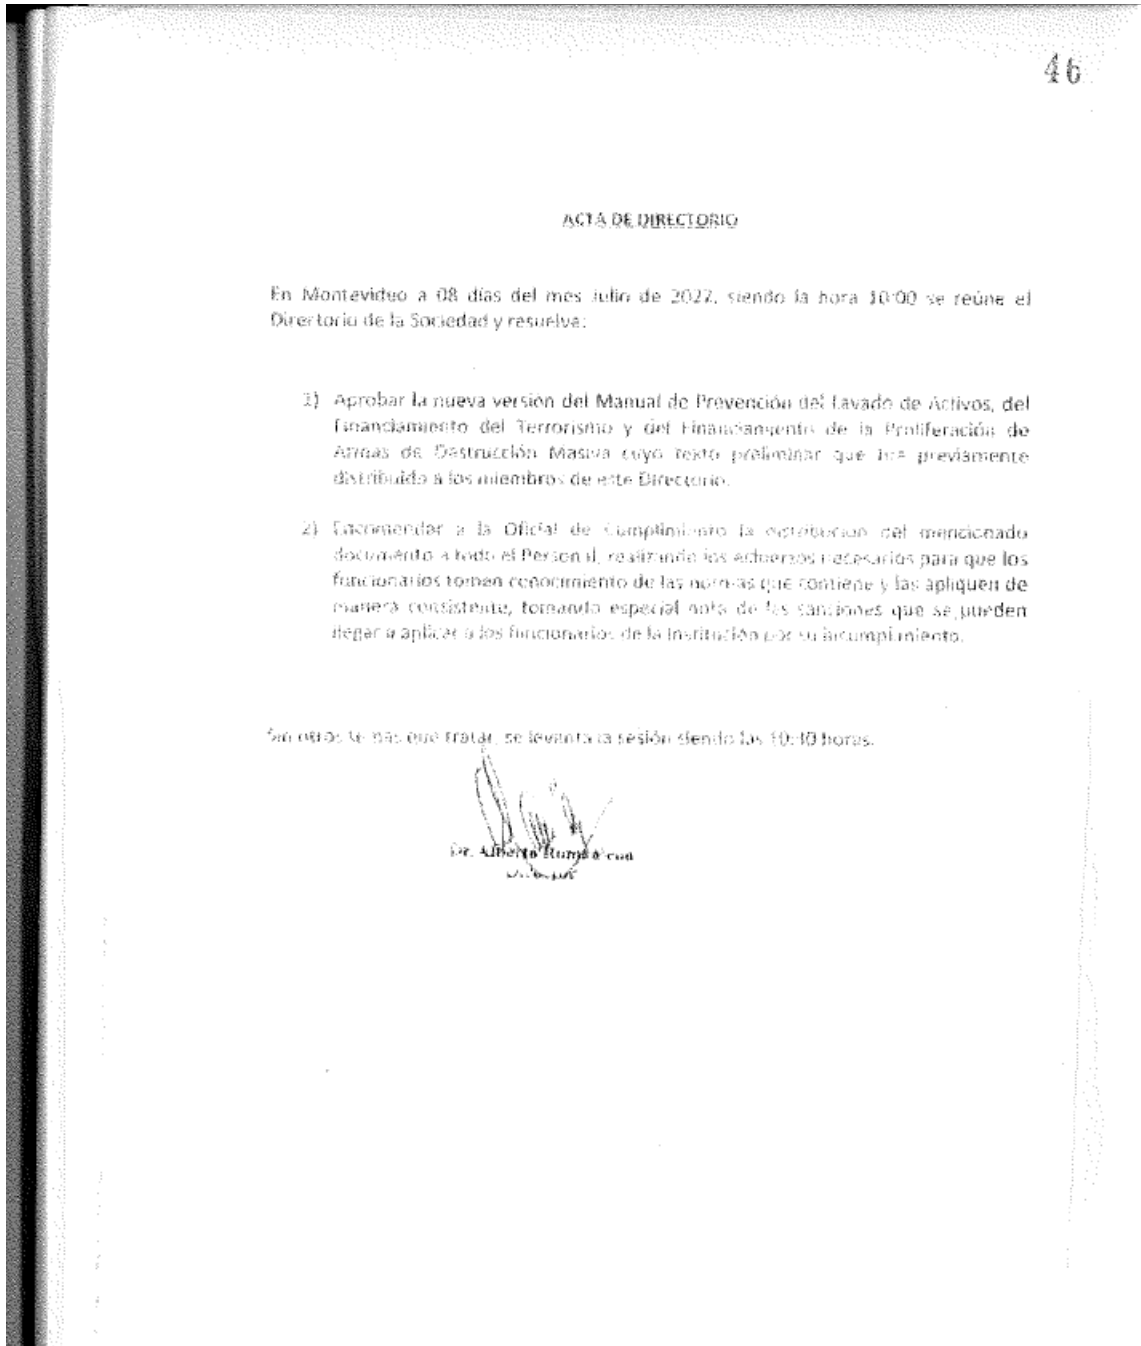 46
ACTA DE DIRECTORIO
En Montevideo a 08 días del mes Julio de 2022, siendo la hora 10:00 se reúne el
Directorio de la Sociedad y resuelve:
1) Aprobar la nueva versión del Manual de Prevención del Lavado de Activos, del
Financiamiento del Terrorismo y del Financiamiento de la Proliferación de
Armas de Destrucción Masiva cuyo texto preliminar que fue previamente
distribuido a los miembros de este Directorio.
2) Encomendar a la Oficial de Cumplimiento la distribución del mencionado
documento a todo el Personal, realizando los esfuerzos necesarios para que los
funcionarios tomen conocimiento de las normas que contiene y las apliquen de
manera consistente, tomando especial nota de las sanciones que se pueden
llegar a aplicar a los funcionarios de la Institución por su incumplimiento.
Sin otros temas que tratar, se levanta la sesión siendo las horas.
Dr. Alberto